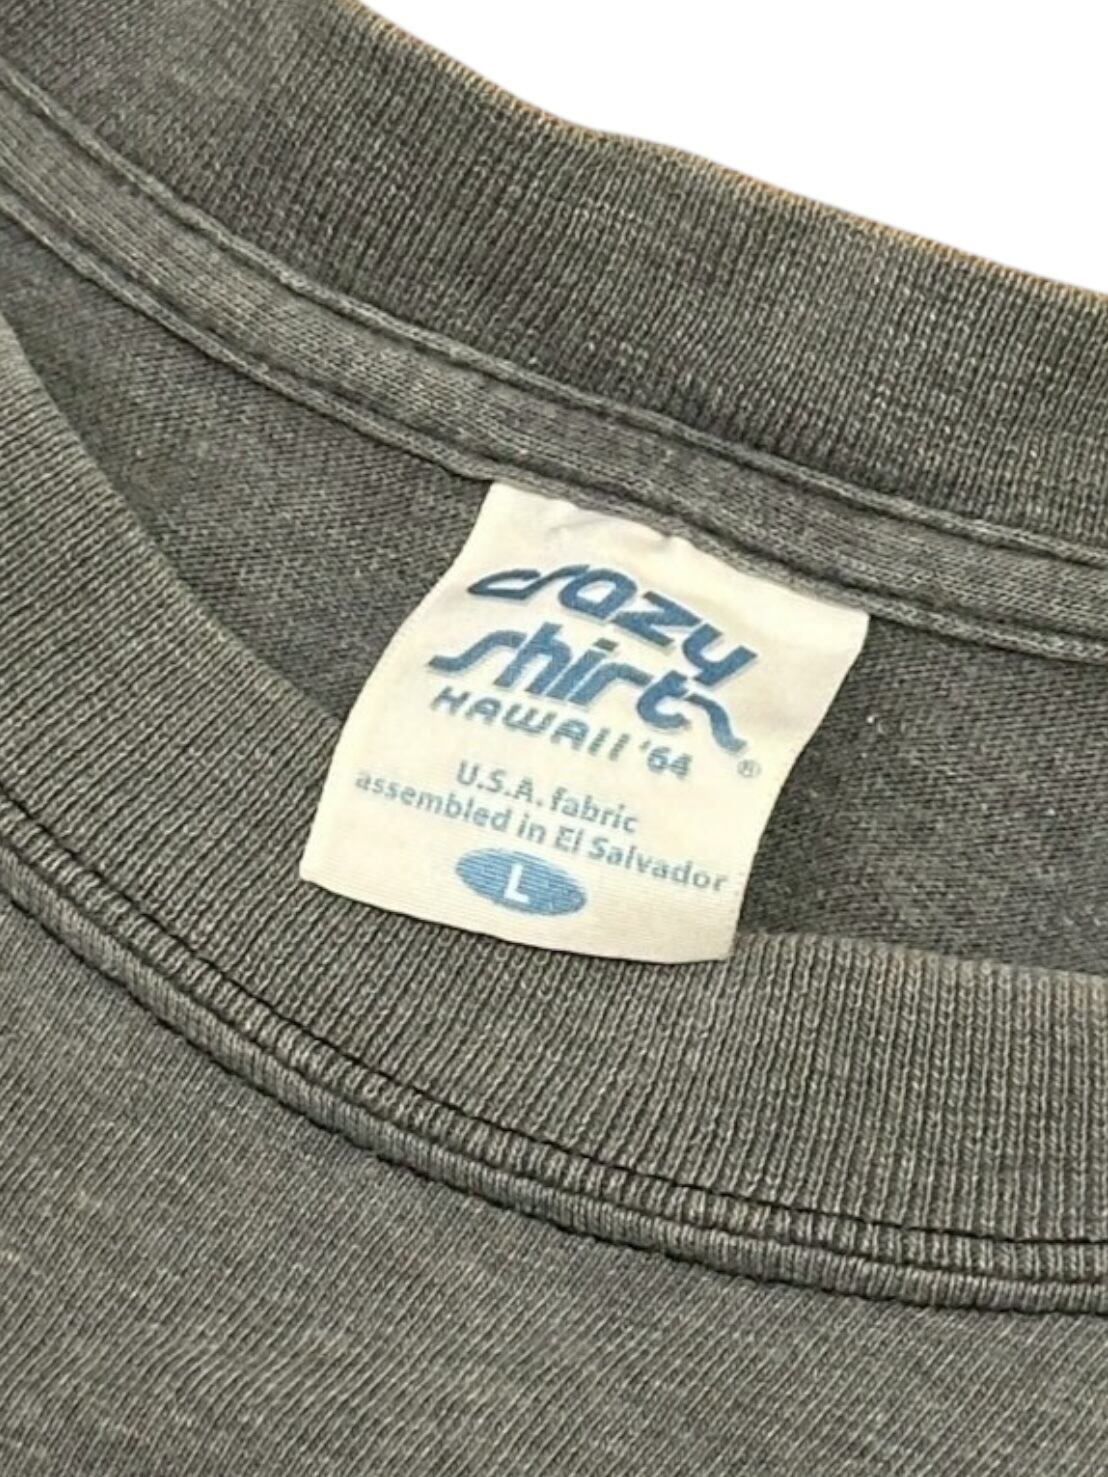 crazy
shirts
HAWAII '64
®
U.S.A. fabric
assembled in El Salvador
L